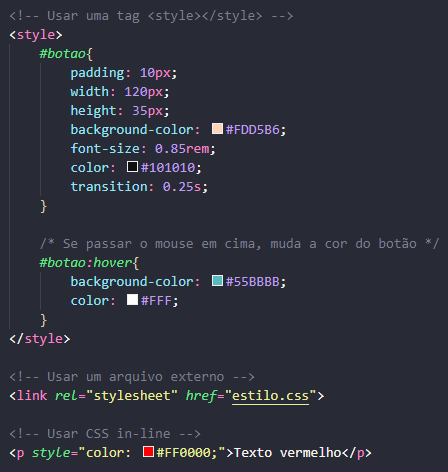 <!-- Usar uma tag <style></style> -->
<style>
    #botao{
        padding: 10px;
        width: 120px;
        height: 35px;
        background-color: #FDD5B6;
        font-size: 0.85rem;
        color: #101010;
        transition: 0.25s;
    }

    /* Se passar o mouse em cima, muda a cor do botão */
    #botao:hover{
        background-color: #55BBBB;
        color: #FFF;
    }
</style>

<!-- Usar um arquivo externo -->
<link rel="stylesheet" href="estilo.css">

<!-- Usar CSS in-line -->
<p style="color: #FF0000;">Texto vermelho</p>